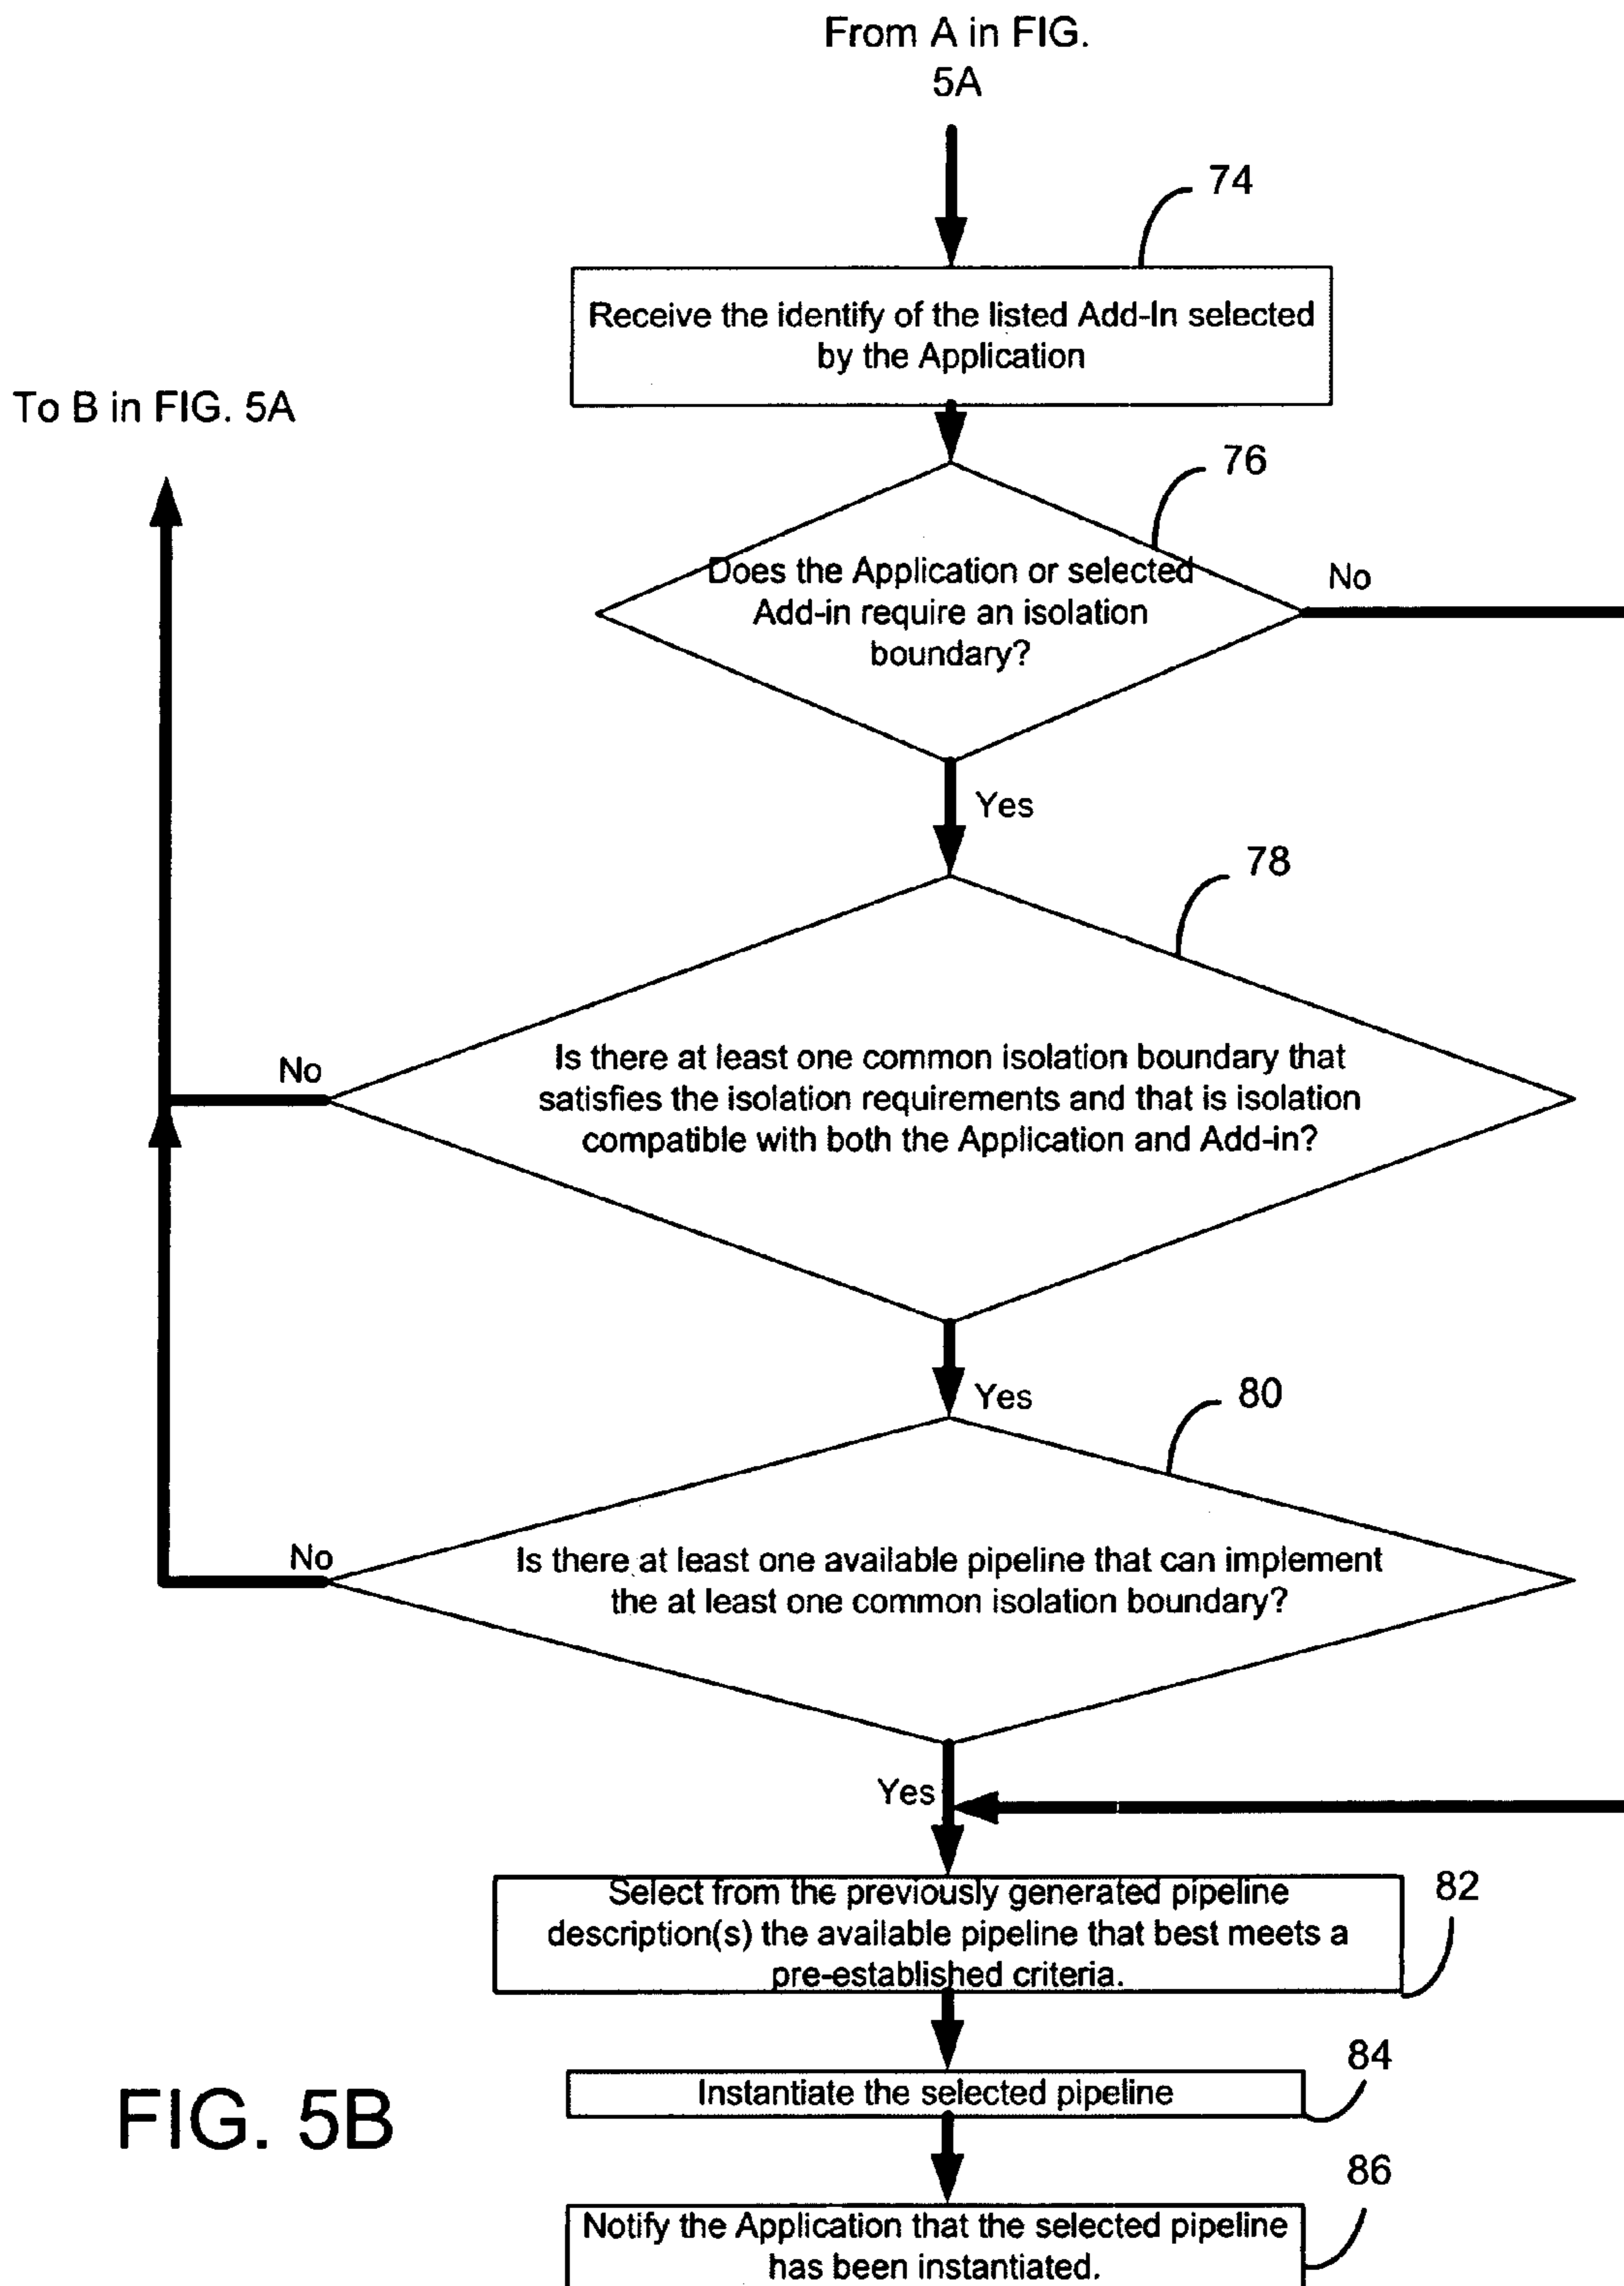 From A in FIG.
5A
74
Receive the identify of the listed Add-In selected
by the Application
To B in FIG. 5A
76
Does the Application or selected
Add-in require an isolation
boundary?
No
Yes
78
Is there at least one common isolation boundary that
satisfies the isolation requirements and that is isolation
compatible with both the Application and Add-in?
No
Yes
80
Is there at least one available pipeline that can implement
the at least one common isolation boundary?
No
Yes
Select from the previously generated pipeline
description(s) the available pipeline that best meets a
pre-established criteria.
82
Instantiate the selected pipeline
84
FIG. 5B
86
Notify the Application that the selected pipeline
has been instantiated.